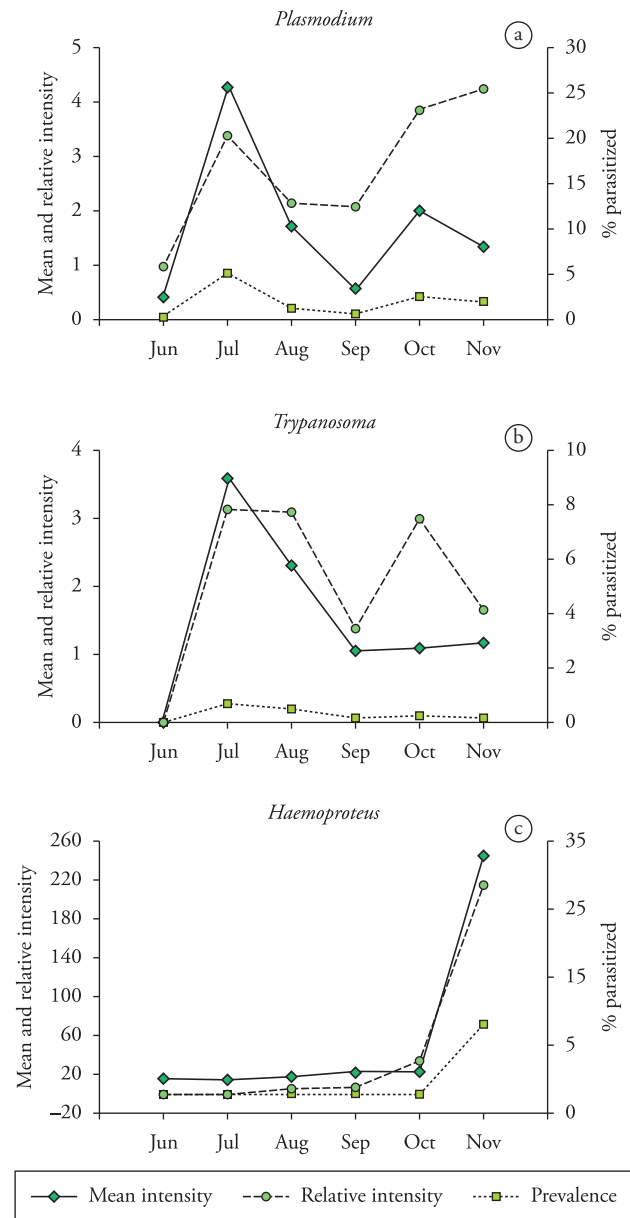 Plasmodium
a
Mean and relative intensity
5
4
3
2
1
0
% parasitized
30
25
20
15
10
5
0
Jun Jul Aug Sep Oct Nov
Trypanosoma
b
Mean and relative intensity
4
3
2
1
0
% parasitized
10
8
6
4
2
0
Jun Jul Aug Sep Oct Nov
Haemoproteus
c
Mean and relative intensity
260
220
180
140
100
60
20
–20
% parasitized
35
25
15
5
0
Jun Jul Aug Sep Oct Nov
Mean intensity Relative intensity Prevalence